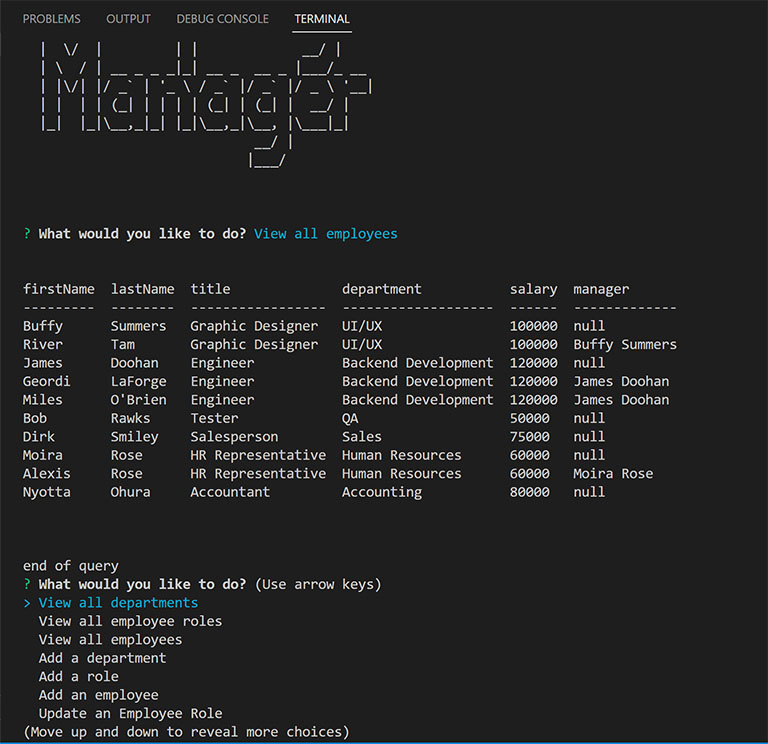 PROBLEMS OUTPUT DEBUG CONSOLE TERMINAL
Manager
? What would you like to do? View all employees
firstName lastName title department salary manager
--------- -------- ----------------- ------------------- ------ -------------
Buffy Summers Graphic Designer UI/UX 100000 null
River Tam Graphic Designer UI/UX 100000 Buffy Summers
James Doohan Engineer Backend Development 120000 null
Geordi LaForge Engineer Backend Development 120000 James Doohan
Miles O'Brien Engineer Backend Development 120000 James Doohan
Bob Rawks Tester QA 50000 null
Dirk Smiley Salesperson Sales 75000 null
Moira Rose HR Representative Human Resources 60000 null
Alexis Rose HR Representative Human Resources 60000 Moira Rose
Nyotta Ohura Accountant Accounting 80000 null
end of query
? What would you like to do? (Use arrow keys)
> View all departments
View all employee roles
View all employees
Add a department
Add a role
Add an employee
Update an Employee Role
(Move up and down to reveal more choices)